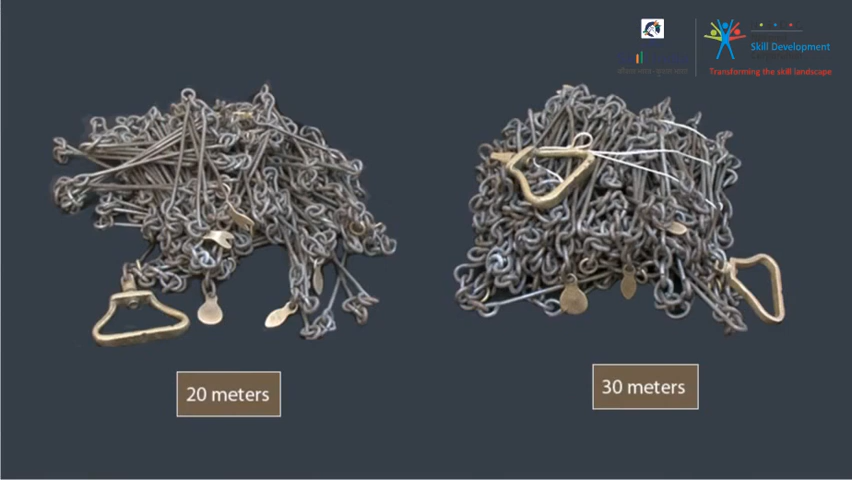 Skill Development
Transforming the skill landscape
20 meters
30 meters